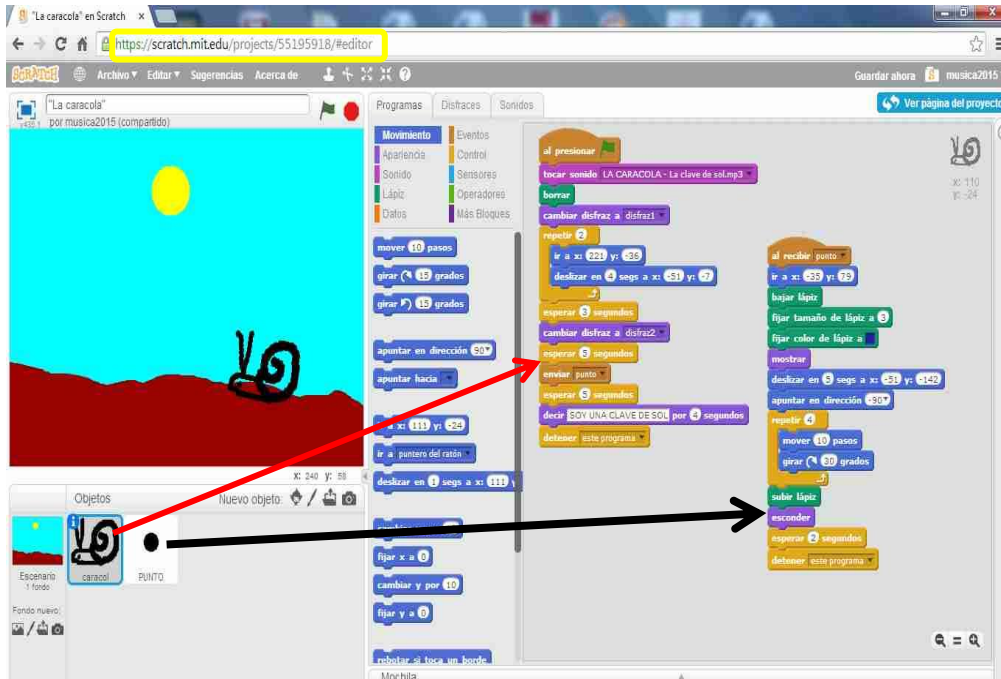 "La caracola" en Scratch x
https://scratch.mit.edu/projects/55195918/#editor
SCRATCH Archivo Editar Sugerencias Acerca de Guardar ahora musica2015
"La caracola"
por musica2015 (compartido)
Programas Disfraces Sonidos
Ver página del proyecto
Movimiento Eventos
Apariencia Control
Sonido Sensores
Lápiz Operadores
Datos Más Bloques
mover 10 pasos
girar 15 grados
girar 15 grados
apuntar en dirección 90
apuntar hacia
x: 111 y: -24
ir a puntero del ratón
deslizar en 1 segs a x: 111
fijar x a 0
cambiar y por 10
fijar y a 0
rebotar si toca un borde
al presionar
tocar sonido LA CARACOLA - La clave de sol.mp3
borrar
cambiar disfraz a disfraz1
repetir 2
ir a x: 221 y: -36
deslizar en 4 segs a x: -51 y: -7
esperar 3 segundos
cambiar disfraz a disfraz2
esperar 5 segundos
enviar punto
esperar 5 segundos
decir SOY UNA CLAVE DE SOL por 4 segundos
detener este programa
x: 110
y: -24
al recibir punto
ir a x: -35 y: 79
bajar lápiz
fijar tamaño de lápiz a 3
fijar color de lápiz a
mostrar
deslizar en 5 segs a x: -51 y: -142
apuntar en dirección -90
repetir 4
mover 10 pasos
girar 30 grados
subir lápiz
esconder
esperar 2 segundos
detener este programa
x: 240 y: 58
Objetos Nuevo objeto:
Escenario
1 fondo
caracol
PUNTO
Fondo nuevo:
Mochila